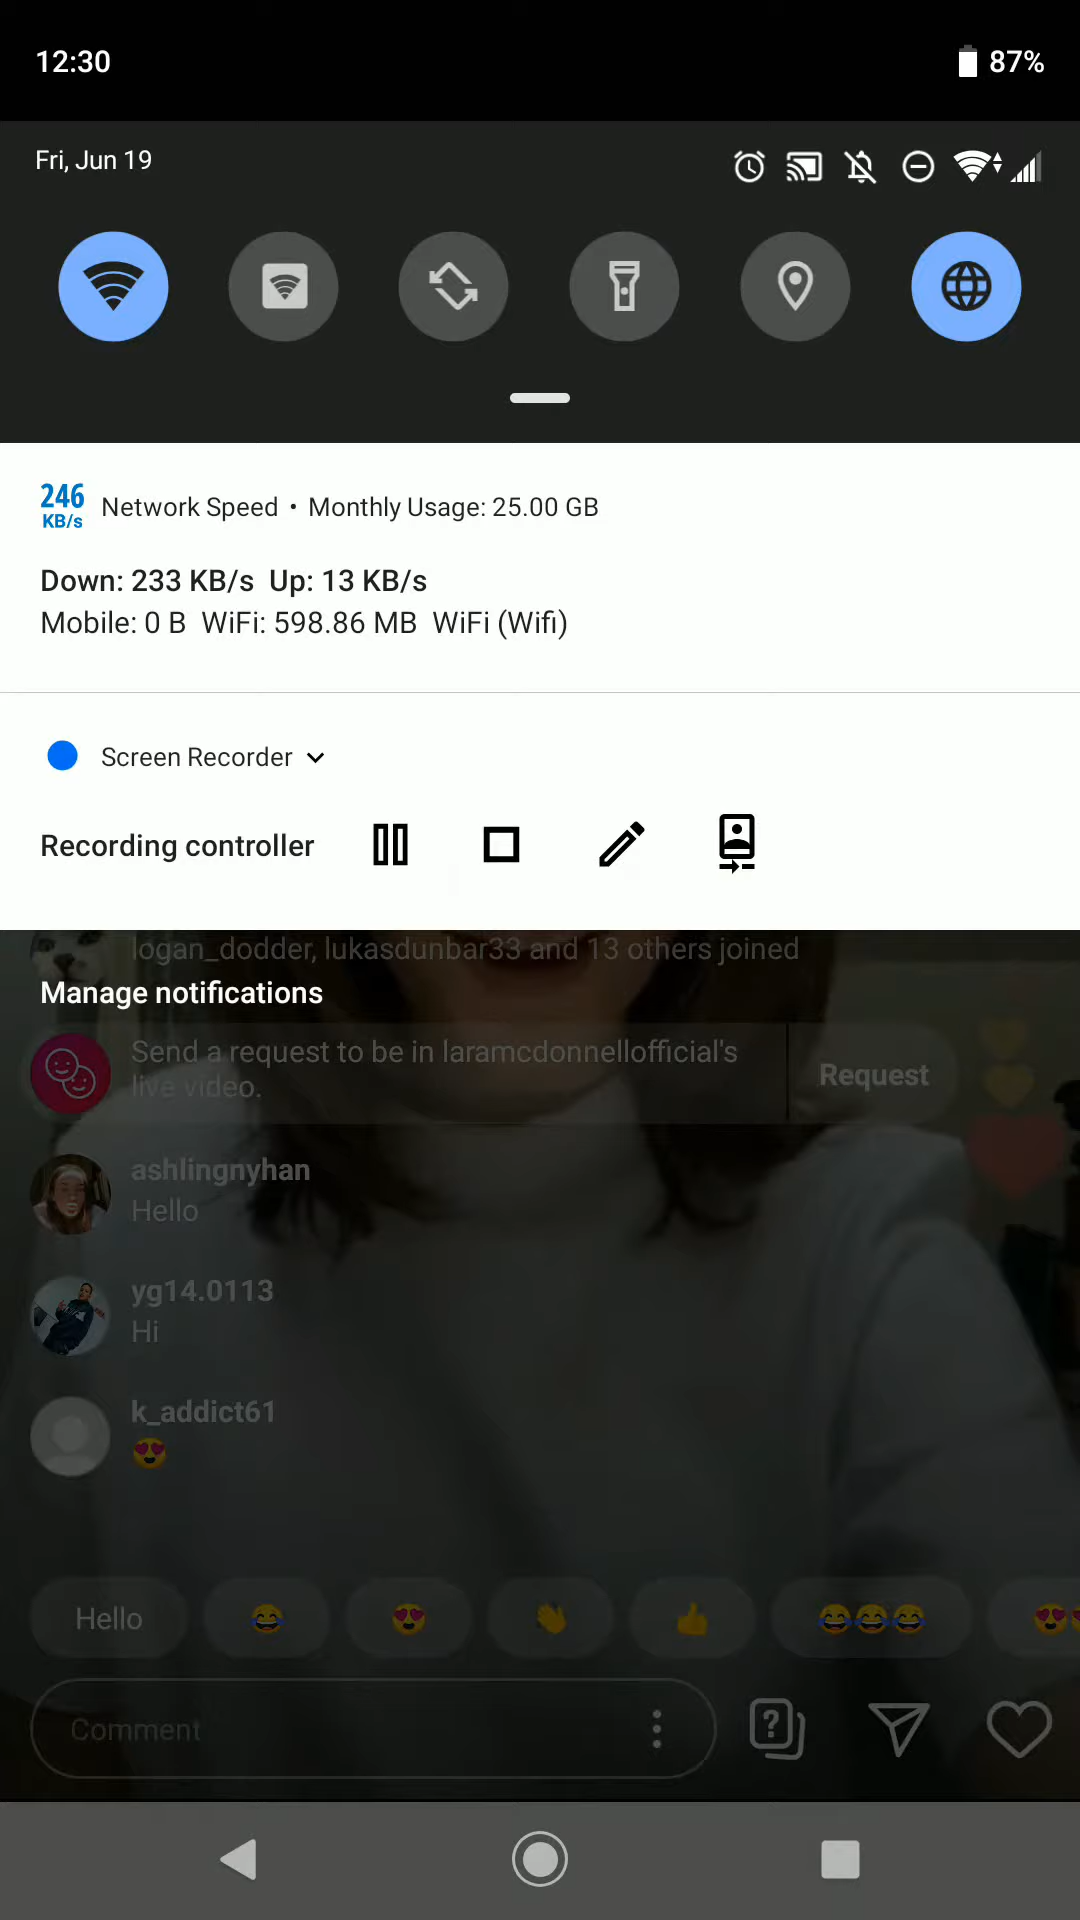 12:30
87%
Fri, Jun 19
246
KB/s
Network Speed • Monthly Usage: 25.00 GB
Down: 233 KB/s Up: 13 KB/s
Mobile: 0 B WiFi: 598.86 MB WiFi (Wifi)
Screen Recorder
Recording controller
logan_dodder, lukasdunbar33 and 13 others joined
Manage notifications
Send a request to be in laramcdonnellofficial's
live video.
Request
ashlingnyhan
Hello
yg14.0113
Hi
k_addict61
😍
Hello 😂 😍 👏 👍 😂😂😂 😍
Comment